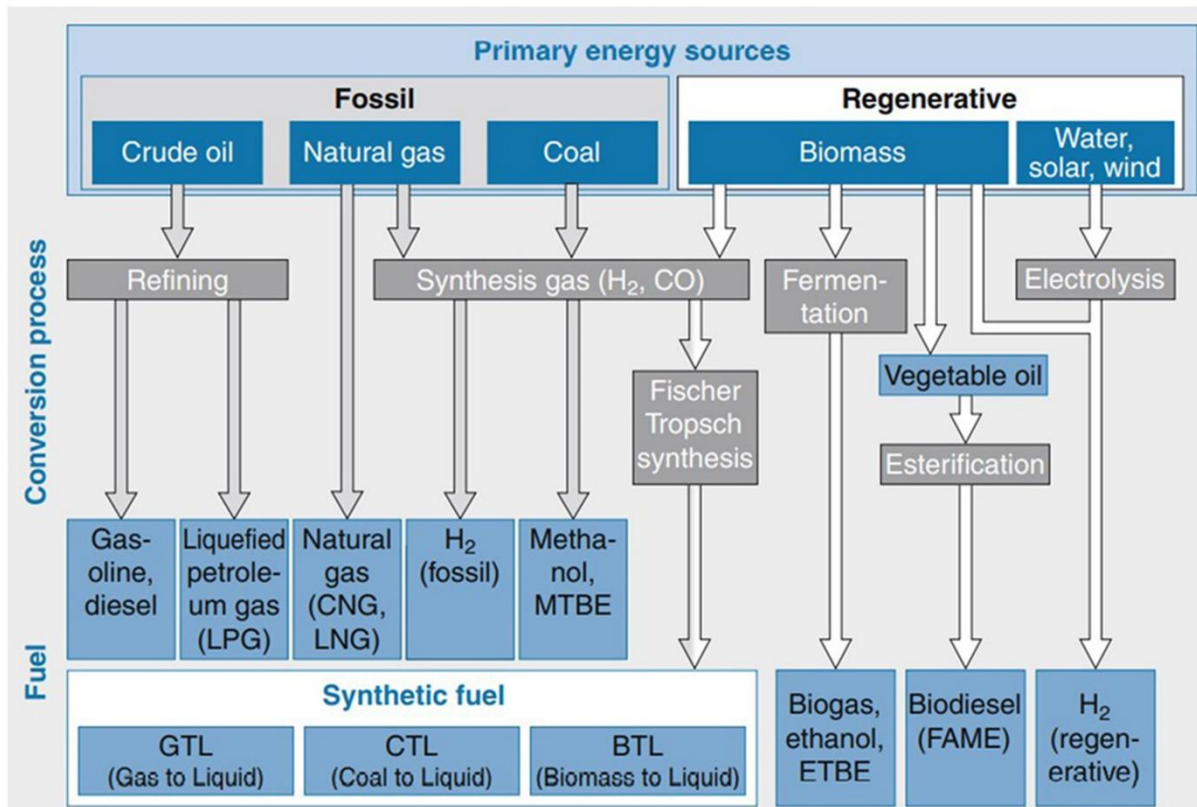 Primary energy sources
Fossil
Regenerative
Crude oil
Natural gas
Coal
Biomass
Water,
solar, wind
Conversion process
Refining
Synthesis gas (H₂, CO)
Fermen-
tation
Electrolysis
Vegetable oil
Fischer
Tropsch
synthesis
Esterification
Fuel
Gas-
oline,
diesel
Liquefied
petrole-
um gas
(LPG)
Natural
gas
(CNG,
LNG)
H₂
(fossil)
Metha-
nol,
MTBE
Synthetic fuel
GTL
(Gas to Liquid)
CTL
(Coal to Liquid)
BTL
(Biomass to Liquid)
Biogas,
ethanol,
ETBE
Biodiesel
(FAME)
H₂
(regen-
erative)